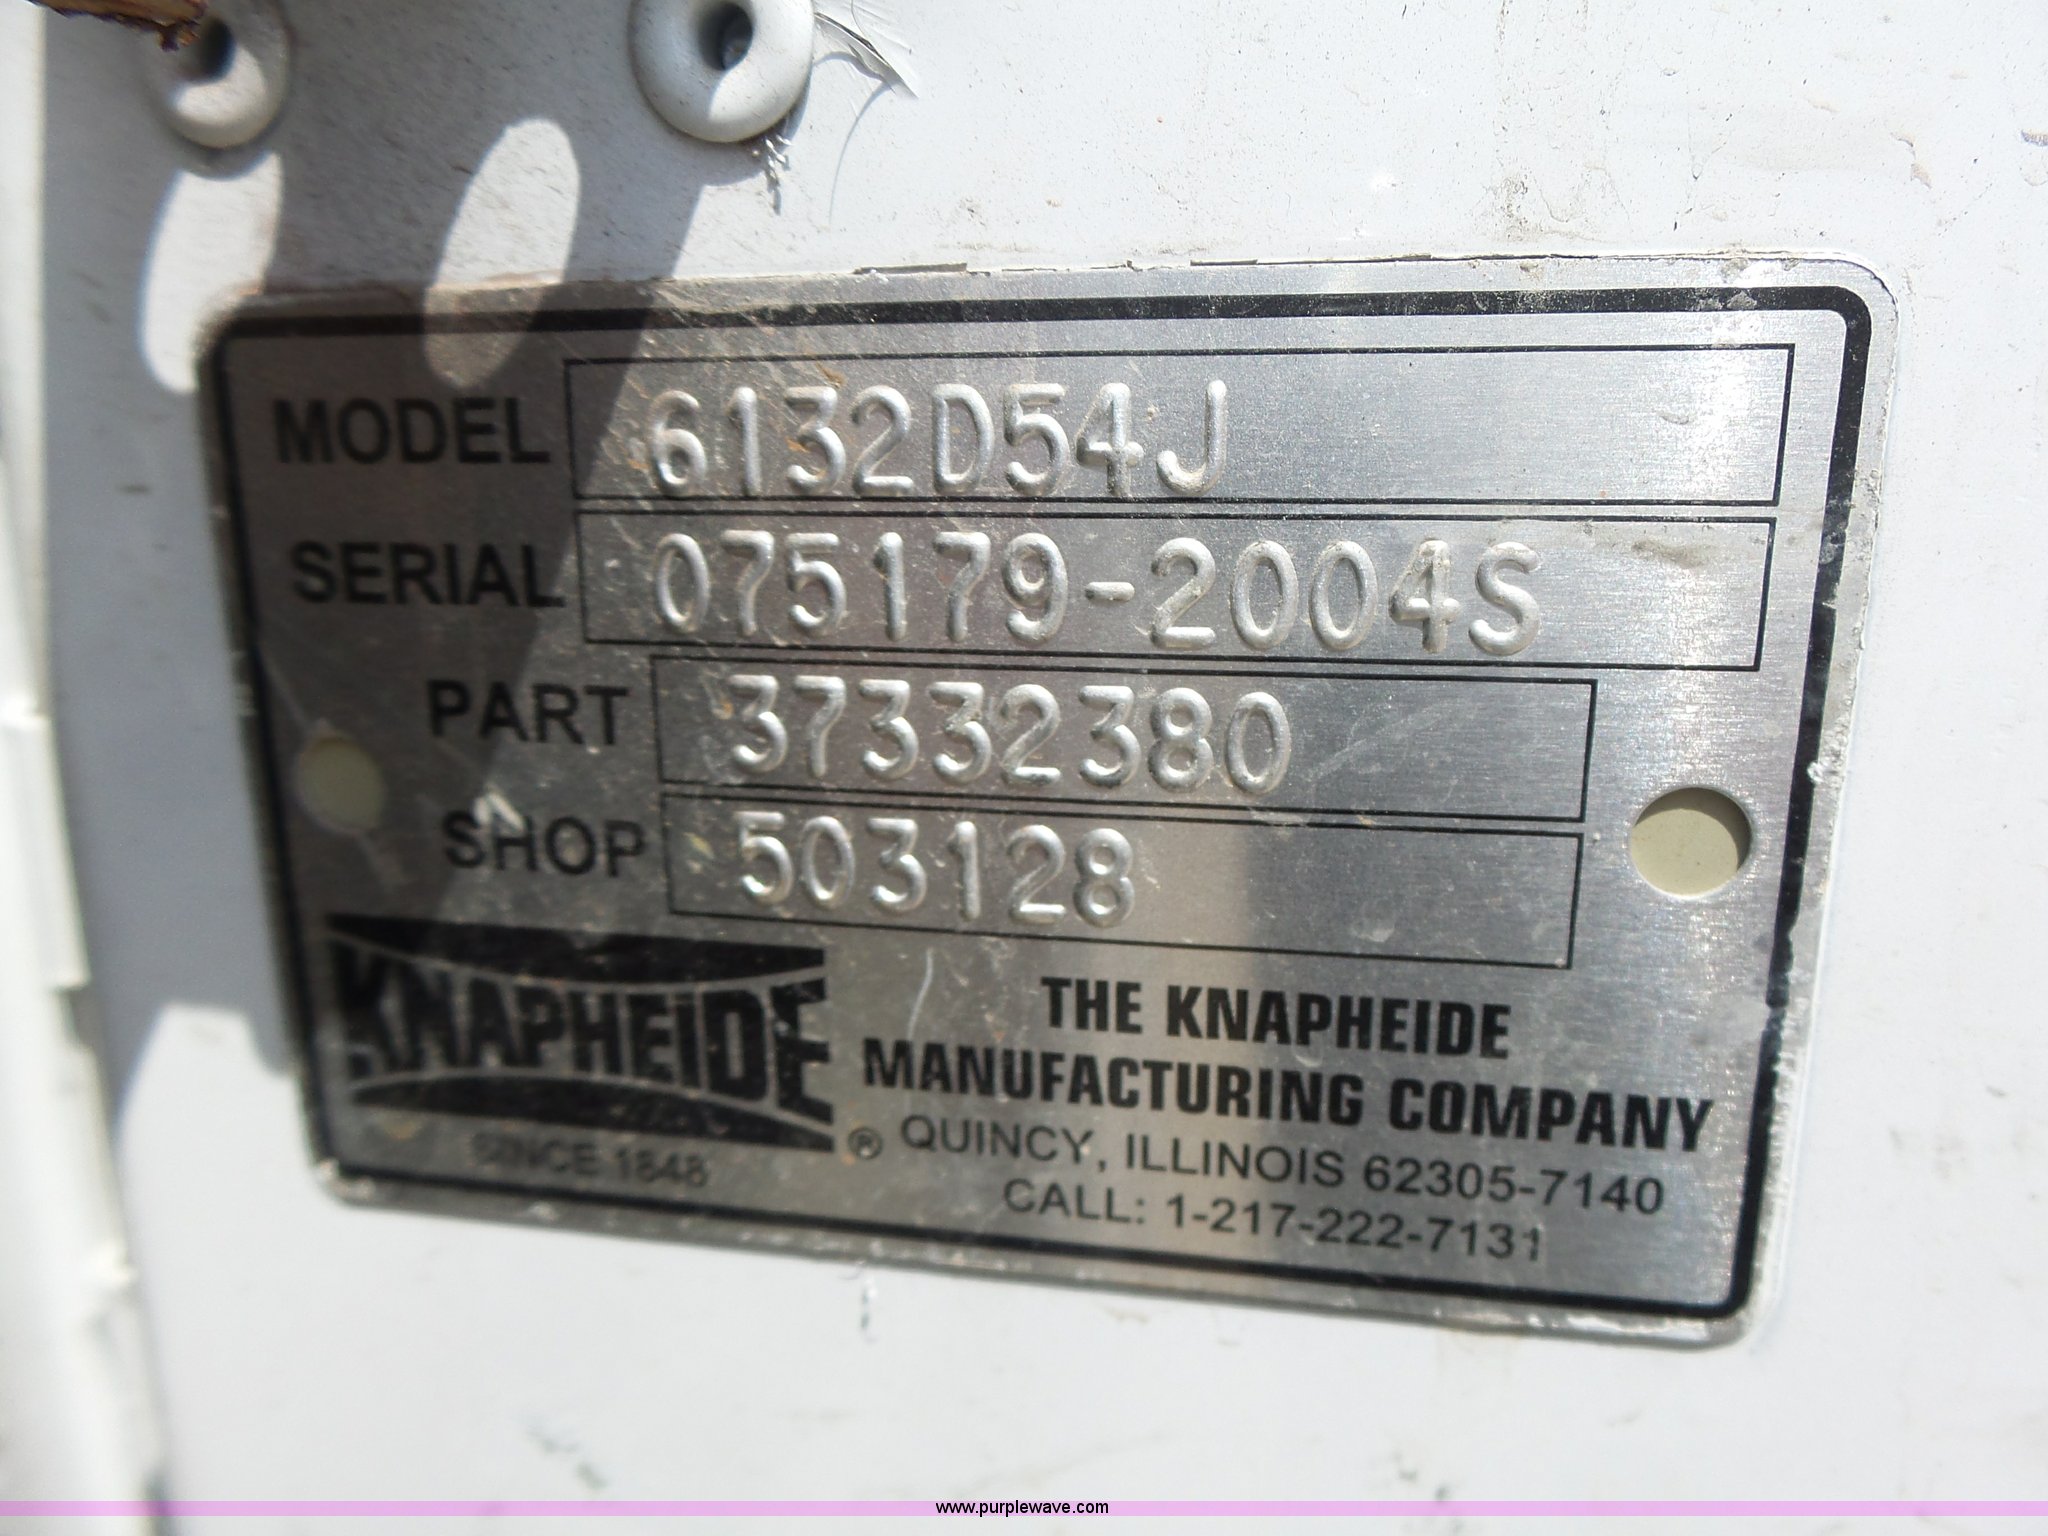 MODEL 6132D54J
SERIAL 075179-2004S
PART 37332380
SHOP 503128
KNAPHEIDE
SINCE 1848
®
THE KNAPHEIDE
MANUFACTURING COMPANY
QUINCY, ILLINOIS 62305-7140
CALL: 1-217-222-7131
www.purplewave.com